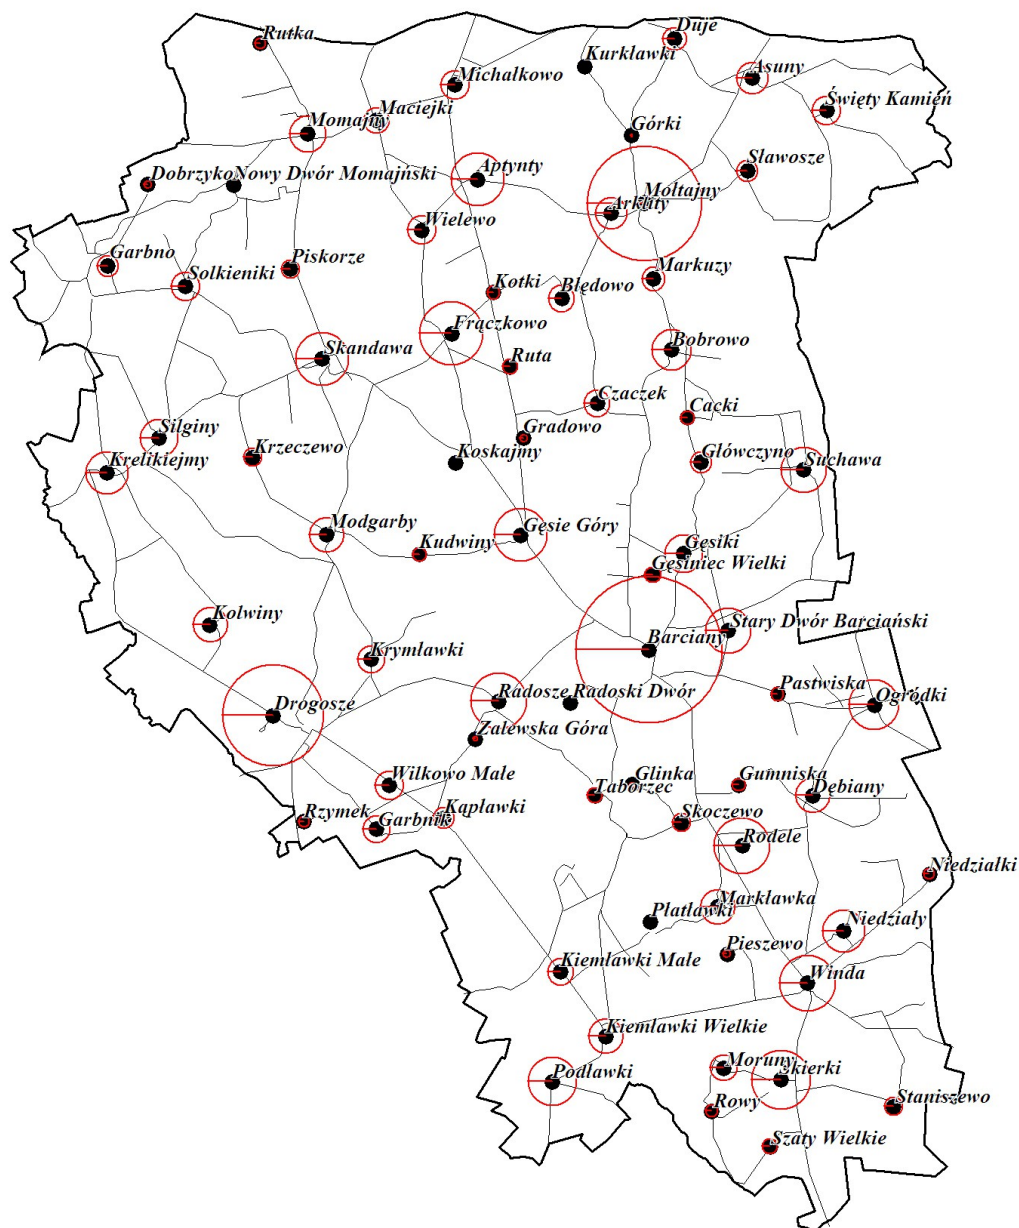 Rutka
Duje
Kurkławki
Michałkowo
Asuny
Maciejki
Święty Kamień
Momajny
Górki
Aptynty
Sławosze
Dobrzyko
Nowy Dwór Momajński
Mołtajny
Arklity
Wielewo
Garbno
Piskorze
Markuzy
Solkieniki
Kotki
Błędowo
Frączkowo
Skandawa
Ruta
Bobrowo
Czaczek
Cacki
Silginy
Gradowo
Krzeczewo
Koskajmy
Główczyno
Suchawa
Krelikiejmy
Modgarby
Gęsie Góry
Kudwiny
Gęsiki
Gęsiniec Wielki
Kolwiny
Stary Dwór Barciański
Barciany
Krymławki
Pastwiska
Radosze
Radoski Dwór
Ogródki
Drogosze
Zalewska Góra
Wilkowo Małe
Glinka
Gumniska
Taborzec
Dębiany
Kąpławki
Rzymek
Garbnik
Skoczewo
Rodele
Niedziałki
Markławka
Płatławki
Niedziały
Pieszewo
Kiemławki Małe
Winda
Kiemławki Wielkie
Moruny
Podławki
Skierki
Rowy
Staniszewo
Szaty Wielkie